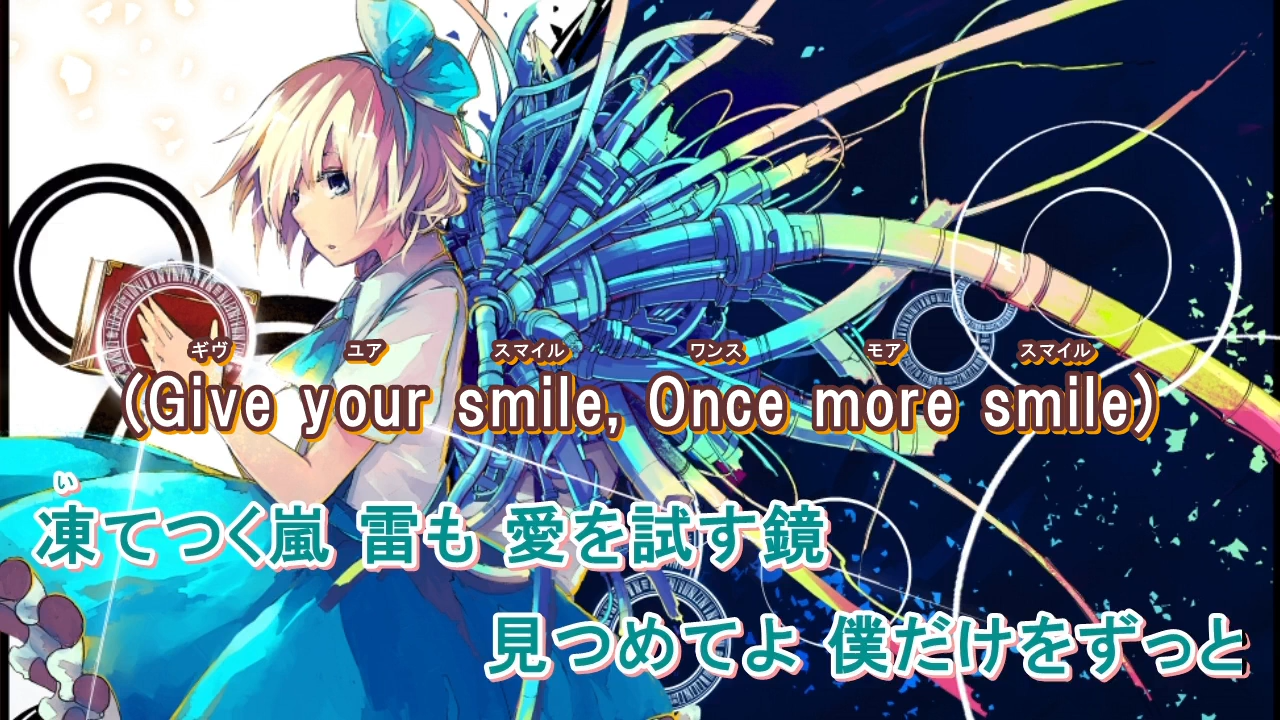 ギヴ ユア スマイル ワンス モア スマイル
(Give your smile, Once more smile)
い
凍てつく嵐 雷も 愛を試す鏡
見つめてよ 僕だけをずっと